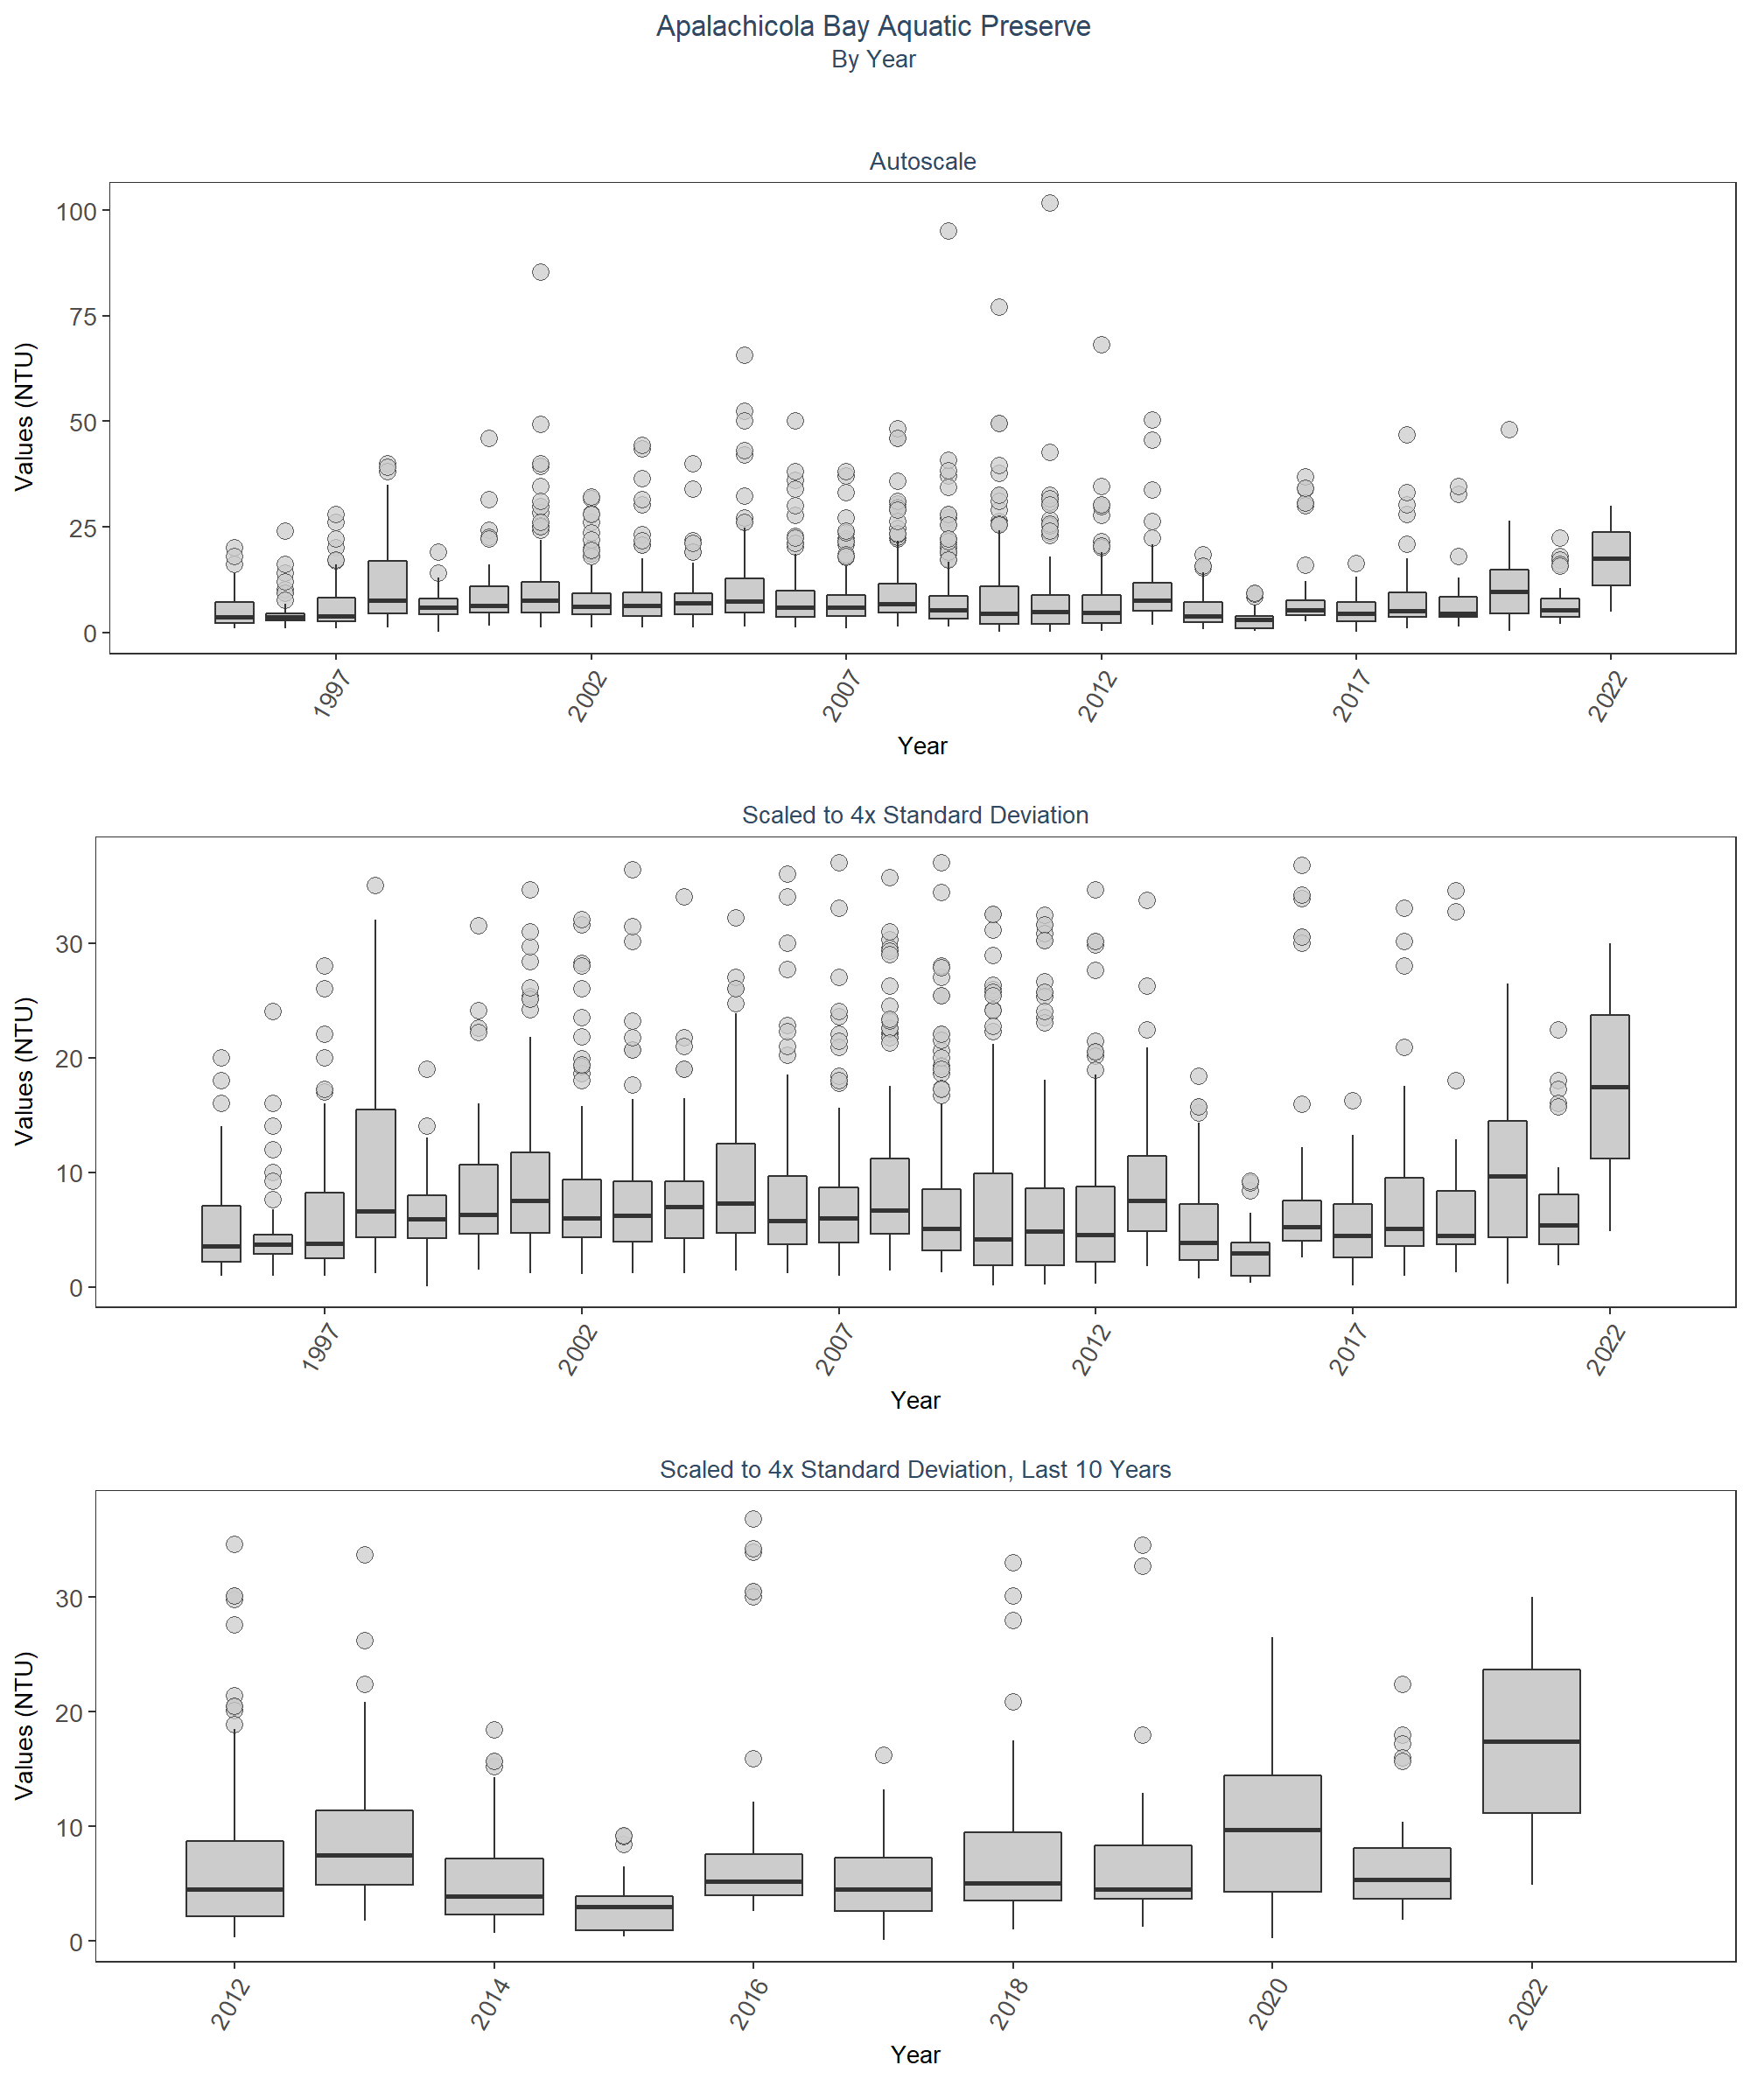 Apalachicola Bay Aquatic Preserve
By Year
Autoscale
Values (NTU)
100
75
50
25
0
1997
2002
2007
2012
2017
2022
Year
Scaled to 4x Standard Deviation
Values (NTU)
30
20
10
0
1997
2002
2007
2012
2017
2022
Year
Scaled to 4x Standard Deviation, Last 10 Years
Values (NTU)
30
20
10
0
2012
2014
2016
2018
2020
2022
Year